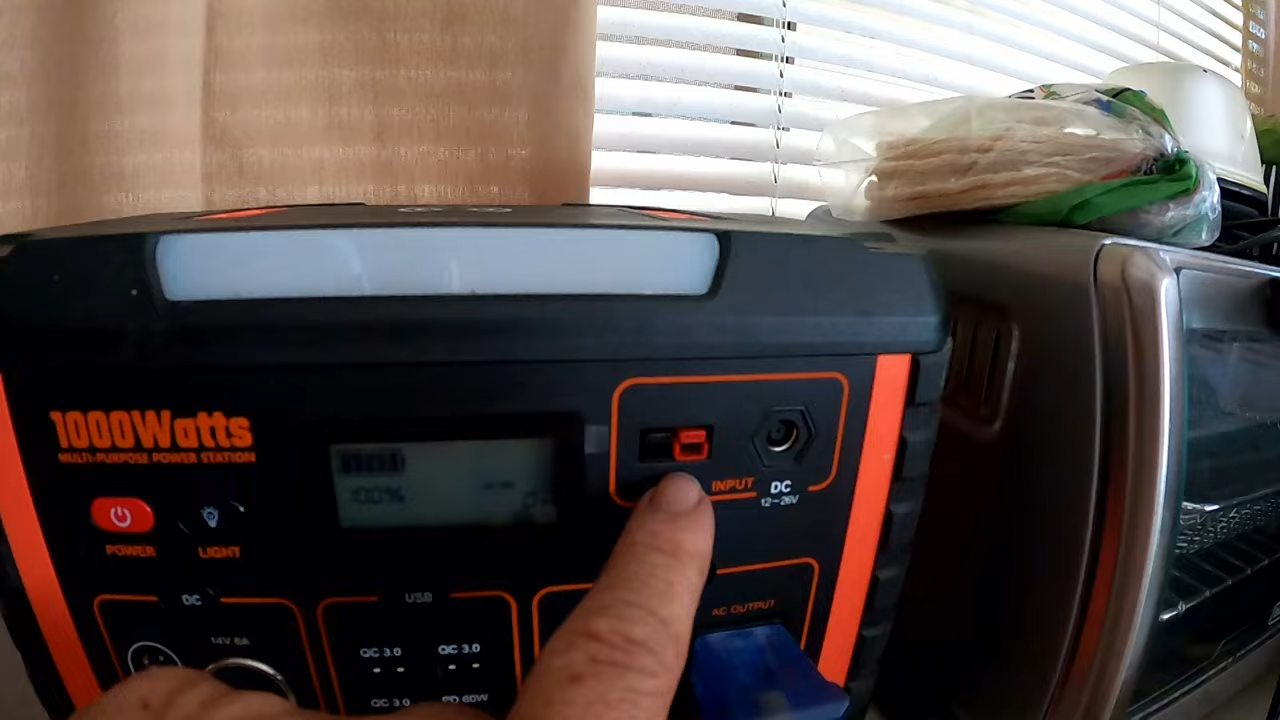 1000Watts
MULTI-PURPOSE POWER STATION
100%
INPUT
DC
12~26V
POWER
LIGHT
DC
USB
14V 8A
AC OUTPUT
QC 3.0
QC 3.0
QC 3.0
PD 60W